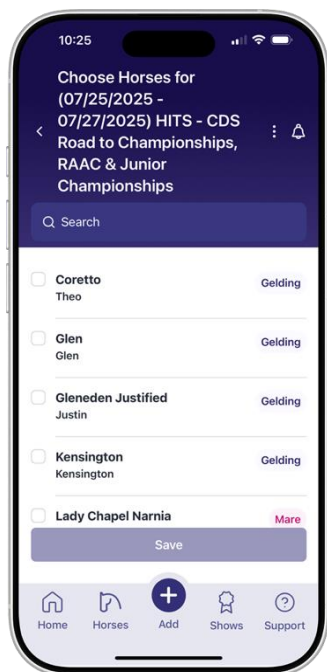 10:25
Choose Horses for
(07/25/2025 -
07/27/2025) HITS - CDS
Road to Championships,
RAAC & Junior
Championships
Search
Coretto
Gelding
Theo
Glen
Gelding
Glen
Gleneden Justified
Gelding
Justin
Kensington
Gelding
Kensington
Lady Chapel Narnia
Mare
Save
Home Horses Add Shows Support